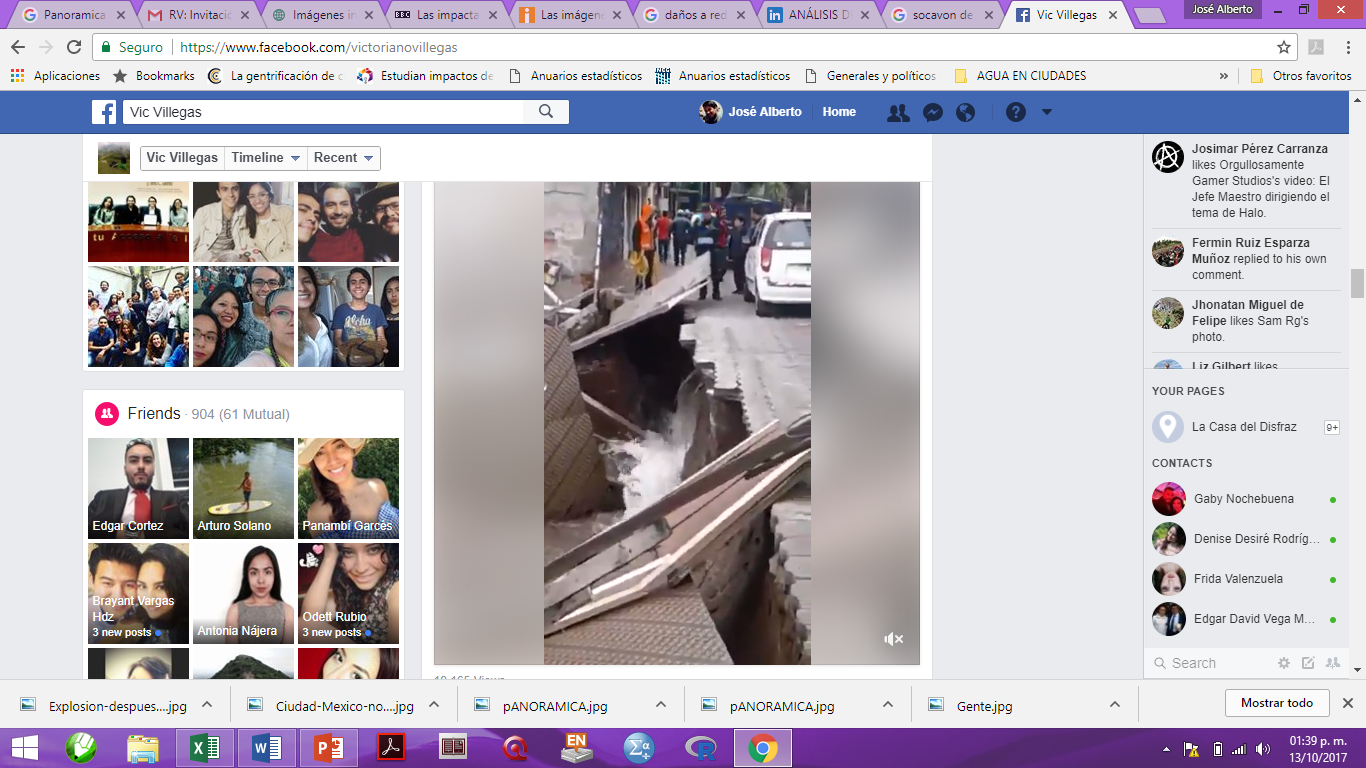 Panoramica
RV: Invitació
Imágenes in
BBC Las impacta
Las imágene
daños a red
ANÁLISIS D
socavon de
Vic Villegas
José Alberto
Seguro https://www.facebook.com/victorianovillegas
Aplicaciones
Bookmarks
La gentrificación de c
Estudian impactos de
Anuarios estadísticos
Anuarios estadísticos
Generales y políticos
AGUA EN CIUDADES
»
Otros favoritos
Vic Villegas
José Alberto
Home
Vic Villegas
Timeline
Recent
tu Acceso a la I
Aloha
Friends · 904 (61 Mutual)
Edgar Cortez
Arturo Solano
Panambí Garcés
Brayant Vargas
Hdz
3 new posts
Antonia Nájera
Odett Rubio
3 new posts
Josimar Pérez Carranza
likes Orgullosamente
Gamer Studios's video: El
Jefe Maestro dirigiendo el
tema de Halo.
Fermin Ruiz Esparza
Muñoz replied to his own
comment.
Jhonatan Miguel de
Felipe likes Sam Rg's
photo.
Liz Gilbert likes
YOUR PAGES
La Casa del Disfraz
9+
CONTACTS
Gaby Nochebuena
Denise Desiré Rodríg...
Frida Valenzuela
Edgar David Vega M...
Search
Explosion-despues....jpg
Ciudad-Mexico-no....jpg
pANORAMICA.jpg
pANORAMICA.jpg
Gente.jpg
Mostrar todo
EN
01:39 p. m.
13/10/2017